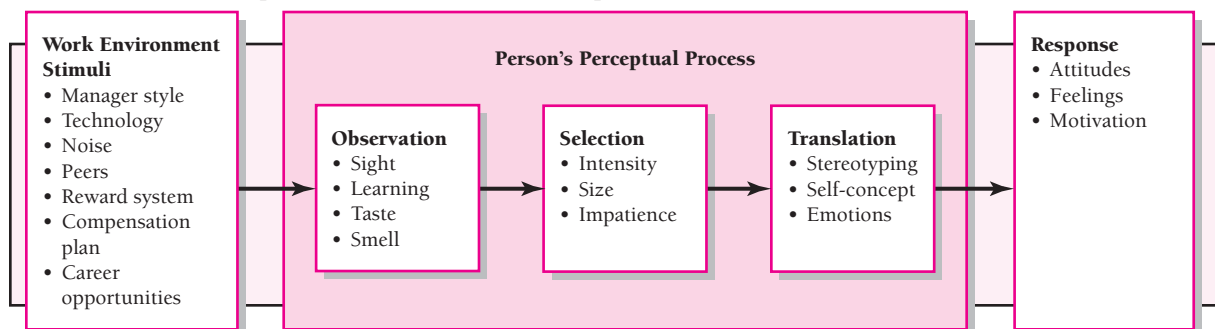 Work Environment
Stimuli
• Manager style
• Technology
• Noise
• Peers
• Reward system
• Compensation
plan
• Career
opportunities
Person's Perceptual Process
Observation
• Sight
• Learning
• Taste
• Smell
Selection
• Intensity
• Size
• Impatience
Translation
• Stereotyping
• Self-concept
• Emotions
Response
• Attitudes
• Feelings
• Motivation